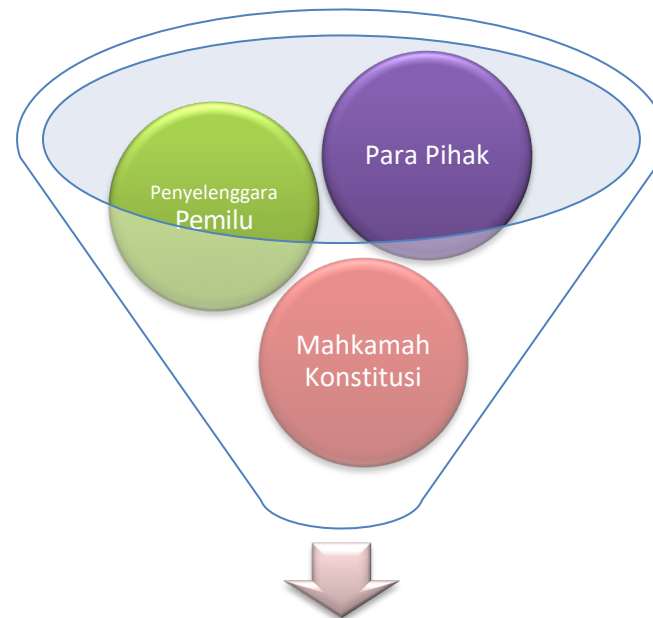 Para Pihak
Penyelenggara
Pemilu
Mahkamah
Konstitusi